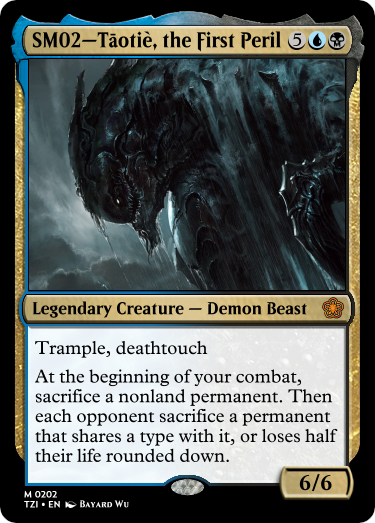 SM02—Tāotiè, the First Peril 5
Legendary Creature — Demon Beast
Trample, deathtouch
At the beginning of your combat,
sacrifice a nonland permanent. Then
each opponent sacrifice a permanent
that shares a type with it, or loses half
their life rounded down.
6/6
M 0202
TZI • EN Bayard Wu